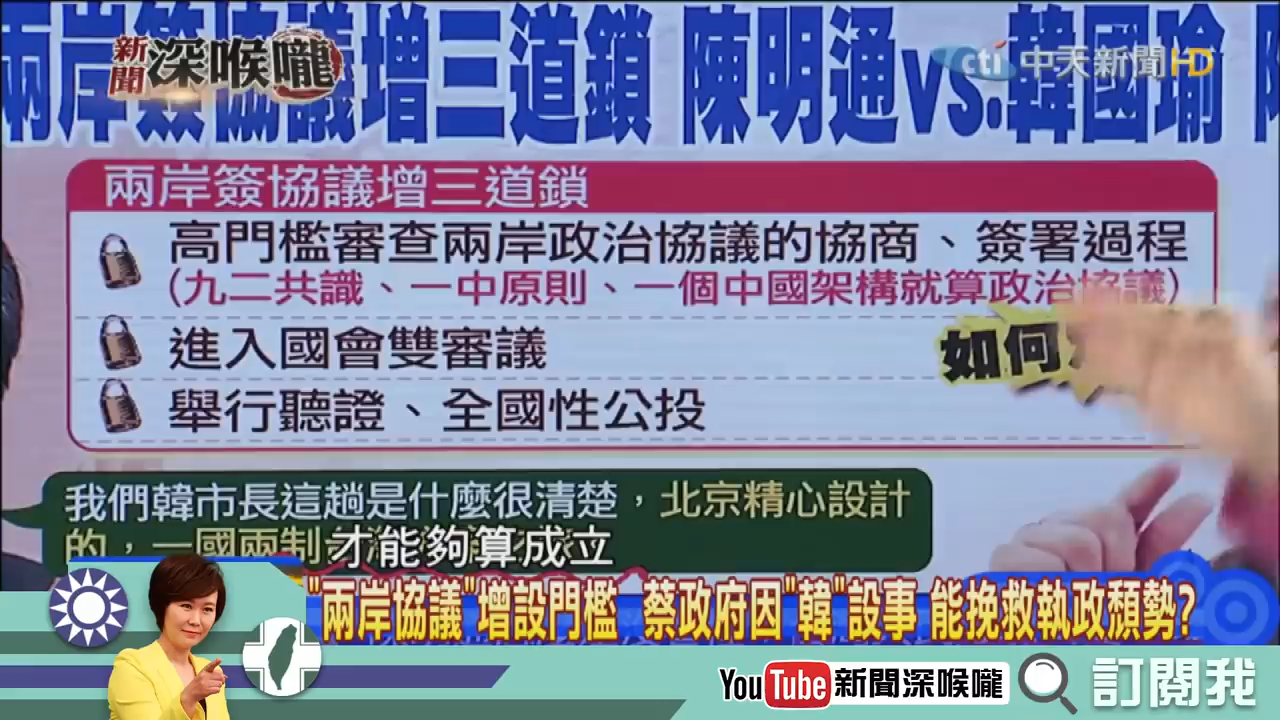 兩岸簽協議增三道鎖 陳明通vs.韓國瑜
新聞深喉嚨
cti中天新聞HD
兩岸簽協議增三道鎖
高門檻審查兩岸政治協議的協商、簽署過程
(九二共識、一中原則、一個中國架構就算政治協議)
進入國會雙審議
如何
舉行聽證、全國性公投
我們韓市長這趟是什麼很清楚，北京精心設計
的，一國兩制
才能夠算成立
"兩岸協議"增設門檻 蔡政府因"韓"設事 能挽救執政頹勢?
YouTube 新聞深喉嚨 訂閱我